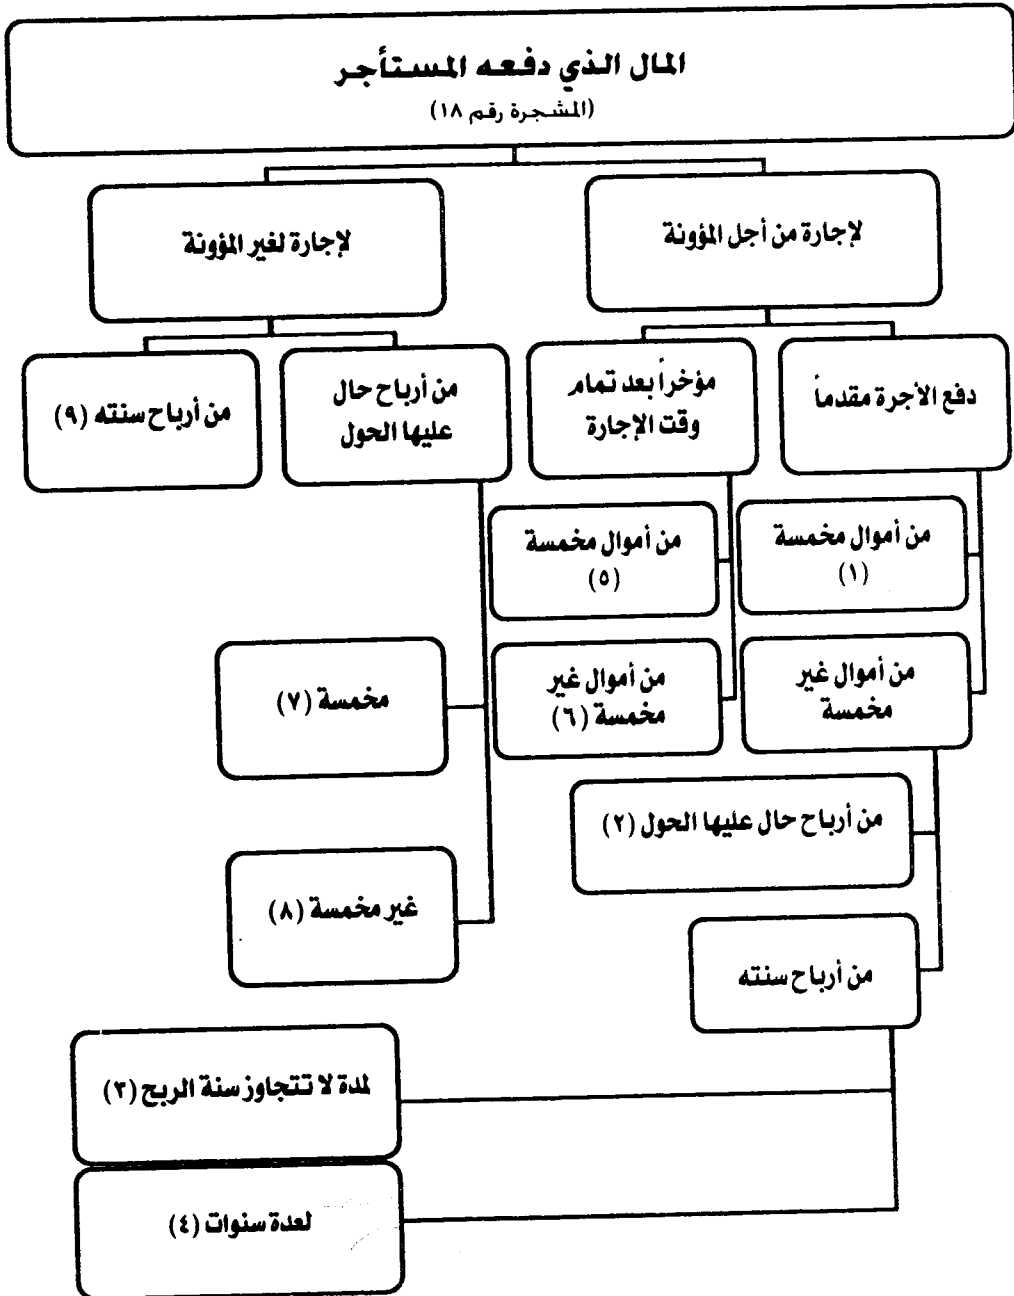 المال الذي دفعه المستأجر
(المشجرة رقم ١٨)
لإجارة من أجل المؤونة
لإجارة لغير المؤونة
دفع الأجرة مقدماً
مؤخراً بعد تمام
وقت الإجارة
من أرباح حال
عليها الحول
من أرباح سنته (٩)
من أموال مخمسة
(١)
من أموال مخمسة
(٥)
من أموال غير
مخمسة
من أموال غير
مخمسة (٦)
مخمسة (٧)
من أرباح حال عليها الحول (٢)
غير مخمسة (٨)
من أرباح سنته
لمدة لا تتجاوز سنة الربح (٣)
لعدة سنوات (٤)